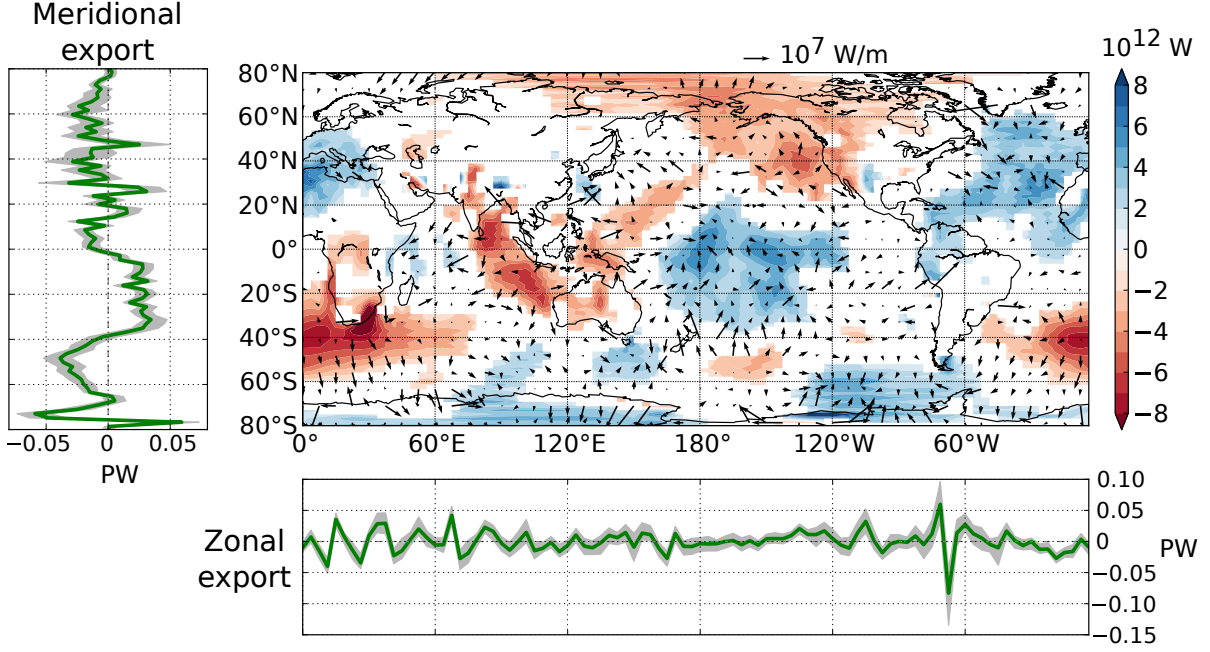 Meridional
export
10⁷ W/m
10¹² W
80°N
60°N
40°N
20°N
0°
20°S
40°S
60°S
80°S
0°
60°E
120°E
180°W
120°W
60°W
8
6
4
2
0
−2
−4
−6
−8
−0.05
0
0.05
PW
Zonal
export
0.10
0.05
0
−0.05
−0.10
−0.15
PW